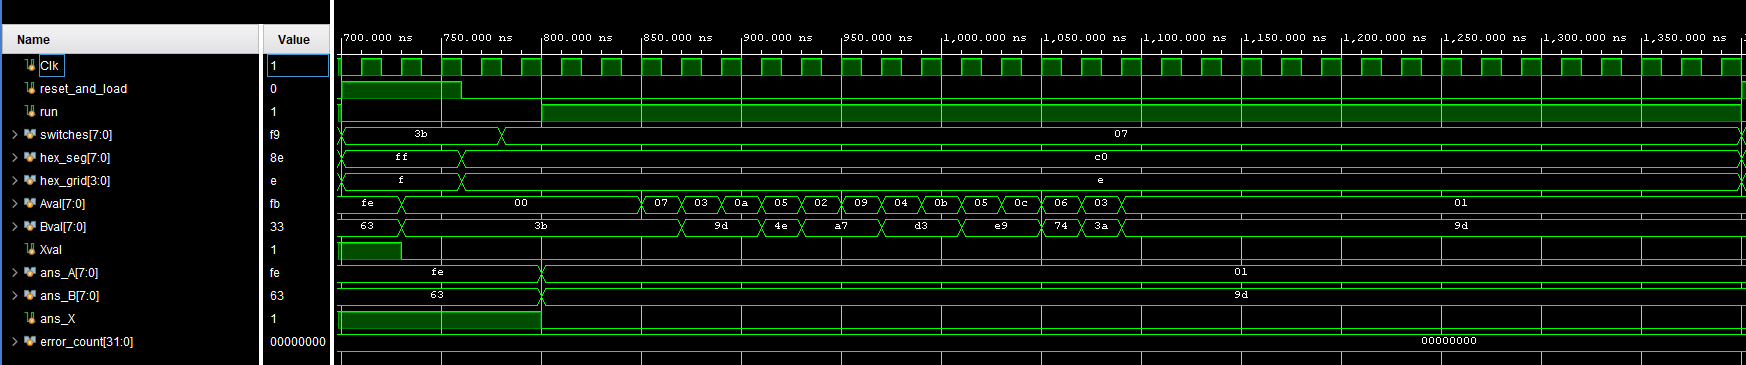 Name Value 700.000 ns 750.000 ns 800.000 ns 850.000 ns 900.000 ns 950.000 ns 1,000.000 ns 1,050.000 ns 1,100.000 ns 1,150.000 ns 1,200.000 ns 1,250.000 ns 1,300.000 ns 1,350.000 ns
Clk 1
reset_and_load 0
run 1
switches[7:0] f9 3b 07
hex_seg[7:0] 8e ff c0
hex_grid[3:0] e f e
Aval[7:0] fb fe 00 07 03 0a 05 02 09 04 0b 05 0c 06 03 01
Bval[7:0] 33 63 3b 9d 4e a7 d3 e9 74 3a 9d
Xval 1
ans_A[7:0] fe fe 01
ans_B[7:0] 63 63 9d
ans_X 1
error_count[31:0] 00000000 00000000